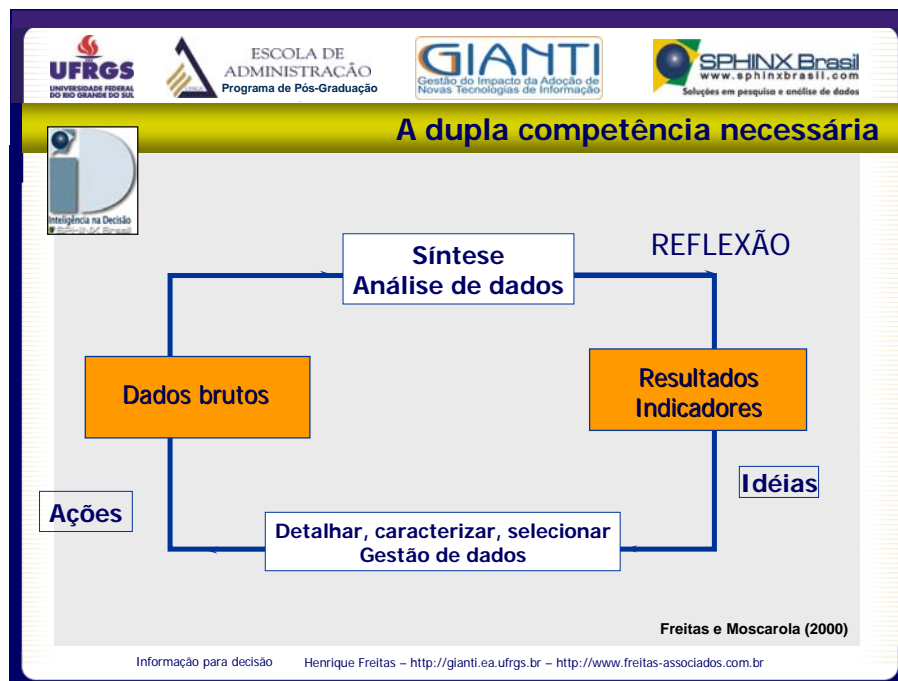 UFRGS
UNIVERSIDADE FEDERAL
DO RIO GRANDE DO SUL
ESCOLA DE
ADMINISTRAÇÃO
Programa de Pós-Graduação
GIANTI
Gestão do Impacto da Adoção de
Novas Tecnologias de Informação
SPHINX Brasil
www.sphinxbrasil.com
Soluções em pesquisa e análise de dados
A dupla competência necessária
Inteligência na Decisão
SPHINX Brasil
Síntese
Análise de dados
REFLEXÃO
Dados brutos
Resultados
Indicadores
Idéias
Ações
Detalhar, caracterizar, selecionar
Gestão de dados
Freitas e Moscarola (2000)
Informação para decisão Henrique Freitas – http://gianti.ea.ufrgs.br – http://www.freitas-associados.com.br